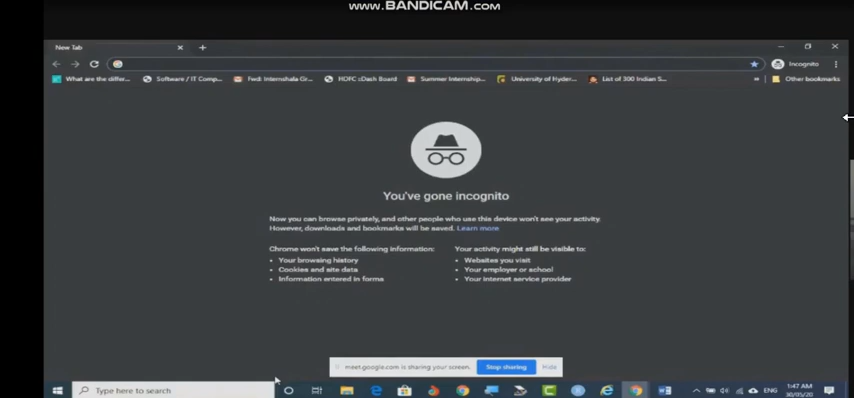 www.BANDICAM.com
New Tab
Incognito
What are the differ...
Software / IT Comp...
Fwd: Internshala Gr...
HDFC cDash Board
Summer Internship...
University of Hyder...
List of 300 Indian S...
»
Other bookmarks
You've gone incognito
Now you can browse privately, and other people who use this device won't see your activity.
However, downloads and bookmarks will be saved. Learn more
Chrome won't save the following information:
• Your browsing history
• Cookies and site data
• Information entered in forms
Your activity might still be visible to:
• Websites you visit
• Your employer or school
• Your internet service provider
meet.google.com is sharing your screen.
Stop sharing
Hide
Type here to search
ENG
1:47 AM
30/05/20